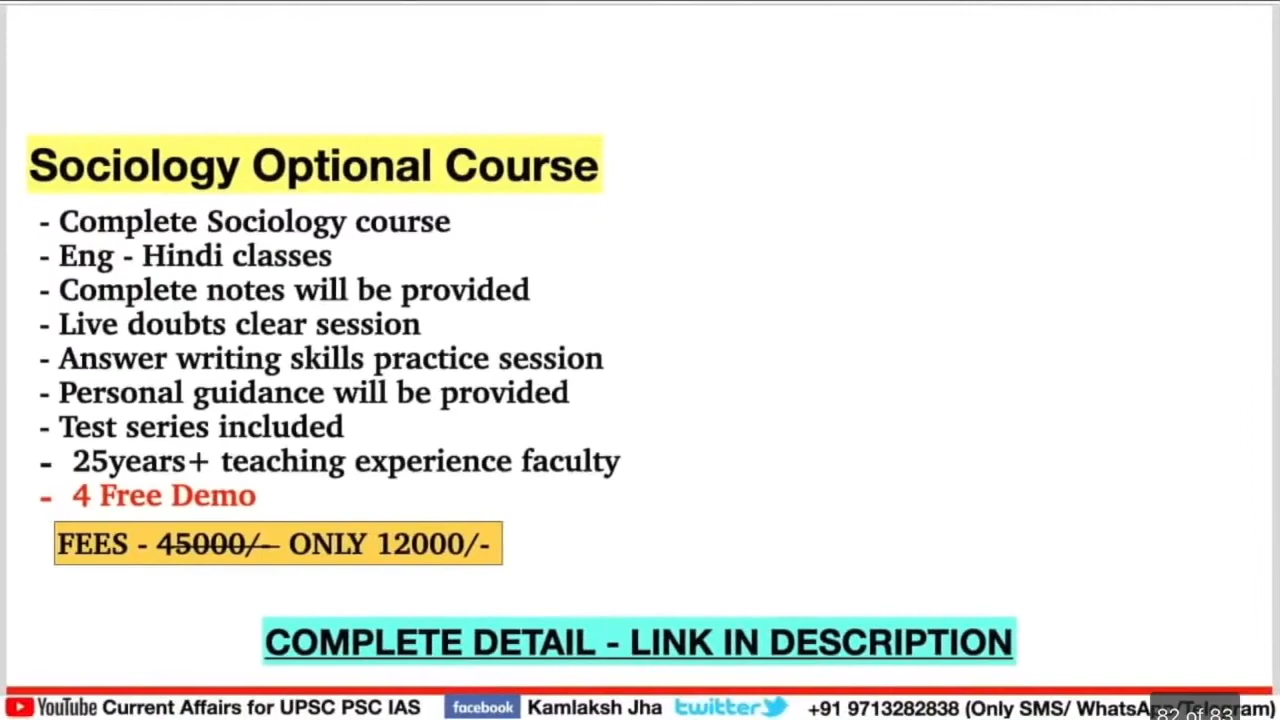 Sociology Optional Course
- Complete Sociology course
- Eng - Hindi classes
- Complete notes will be provided
- Live doubts clear session
- Answer writing skills practice session
- Personal guidance will be provided
- Test series included
- 25years+ teaching experience faculty
- 4 Free Demo
FEES - 45000/- ONLY 12000/-
COMPLETE DETAIL - LINK IN DESCRIPTION
YouTube Current Affairs for UPSC PSC IAS facebook Kamlaksh Jha twitter +91 9713282838 (Only SMS/ WhatsApp/Telegram)